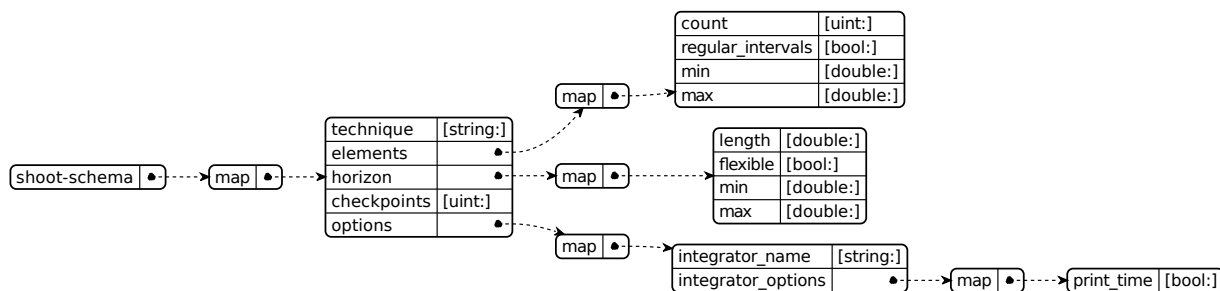 shoot-schema
map
technique [string:]
elements
horizon
checkpoints [uint:]
options
map
count [uint:]
regular_intervals [bool:]
min [double:]
max [double:]
map
length [double:]
flexible [bool:]
min [double:]
max [double:]
map
integrator_name [string:]
integrator_options
map
print_time [bool:]